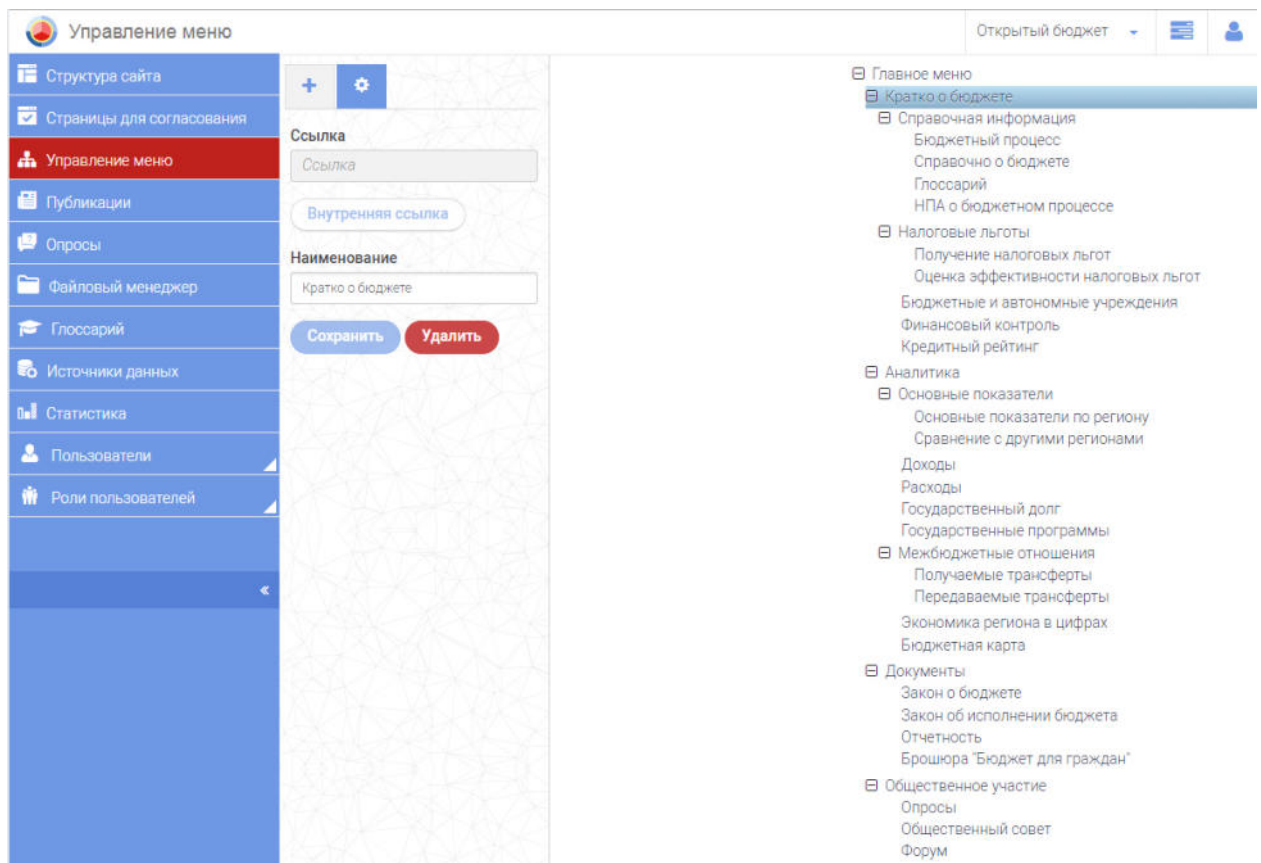 Управление меню
Открытый бюджет
Структура сайта
Страницы для согласования
Управление меню
Публикации
Опросы
Файловый менеджер
Глоссарий
Источники данных
Статистика
Пользователи
Роли пользователей
Ссылка
Ссылка
Внутренняя ссылка
Наименование
Кратко о бюджете
Сохранить Удалить
Главное меню
Кратко о бюджете
Справочная информация
Бюджетный процесс
Справочно о бюджете
Глоссарий
НПА о бюджетном процессе
Налоговые льготы
Получение налоговых льгот
Оценка эффективности налоговых льгот
Бюджетные и автономные учреждения
Финансовый контроль
Кредитный рейтинг
Аналитика
Основные показатели
Основные показатели по региону
Сравнение с другими регионами
Доходы
Расходы
Государственный долг
Государственные программы
Межбюджетные отношения
Получаемые трансферты
Передаваемые трансферты
Экономика региона в цифрах
Бюджетная карта
Документы
Закон о бюджете
Закон об исполнении бюджета
Отчетность
Брошюра "Бюджет для граждан"
Общественное участие
Опросы
Общественный совет
Форум